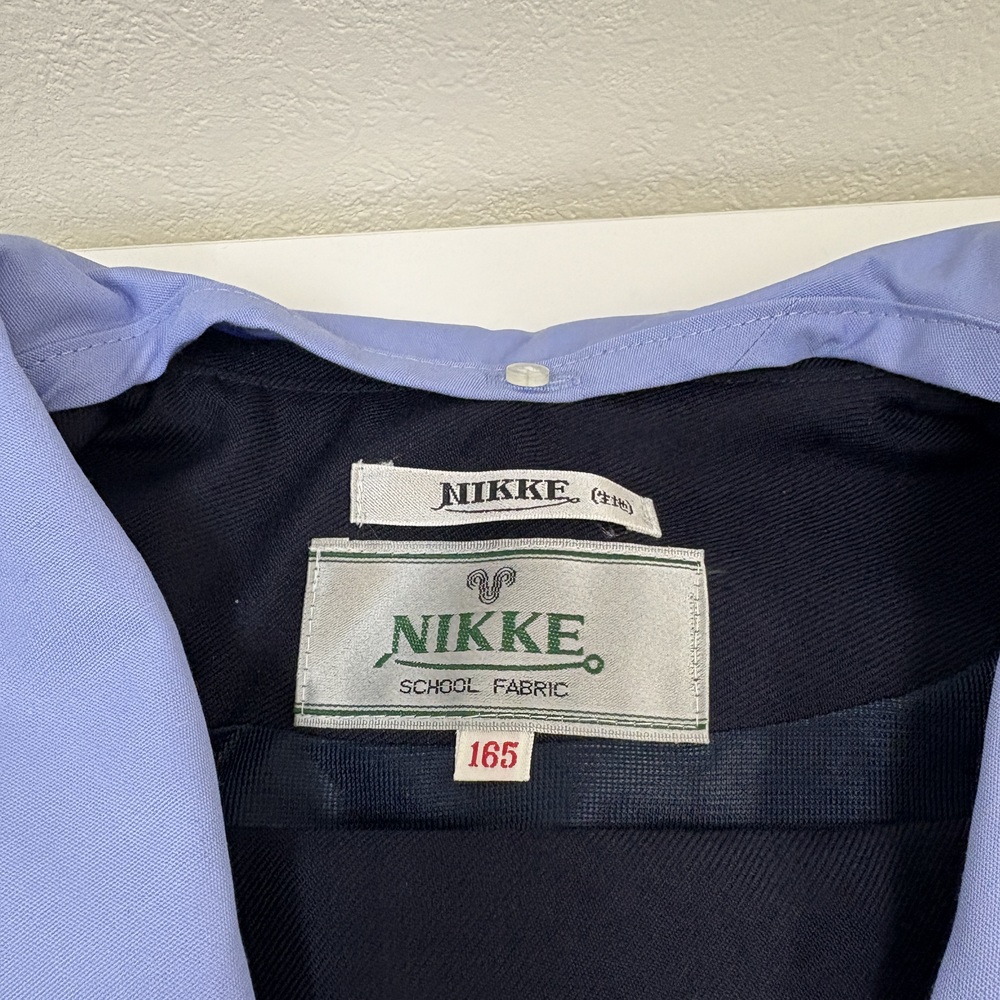 NIKKE (生地)
NIKKE
SCHOOL FABRIC
165